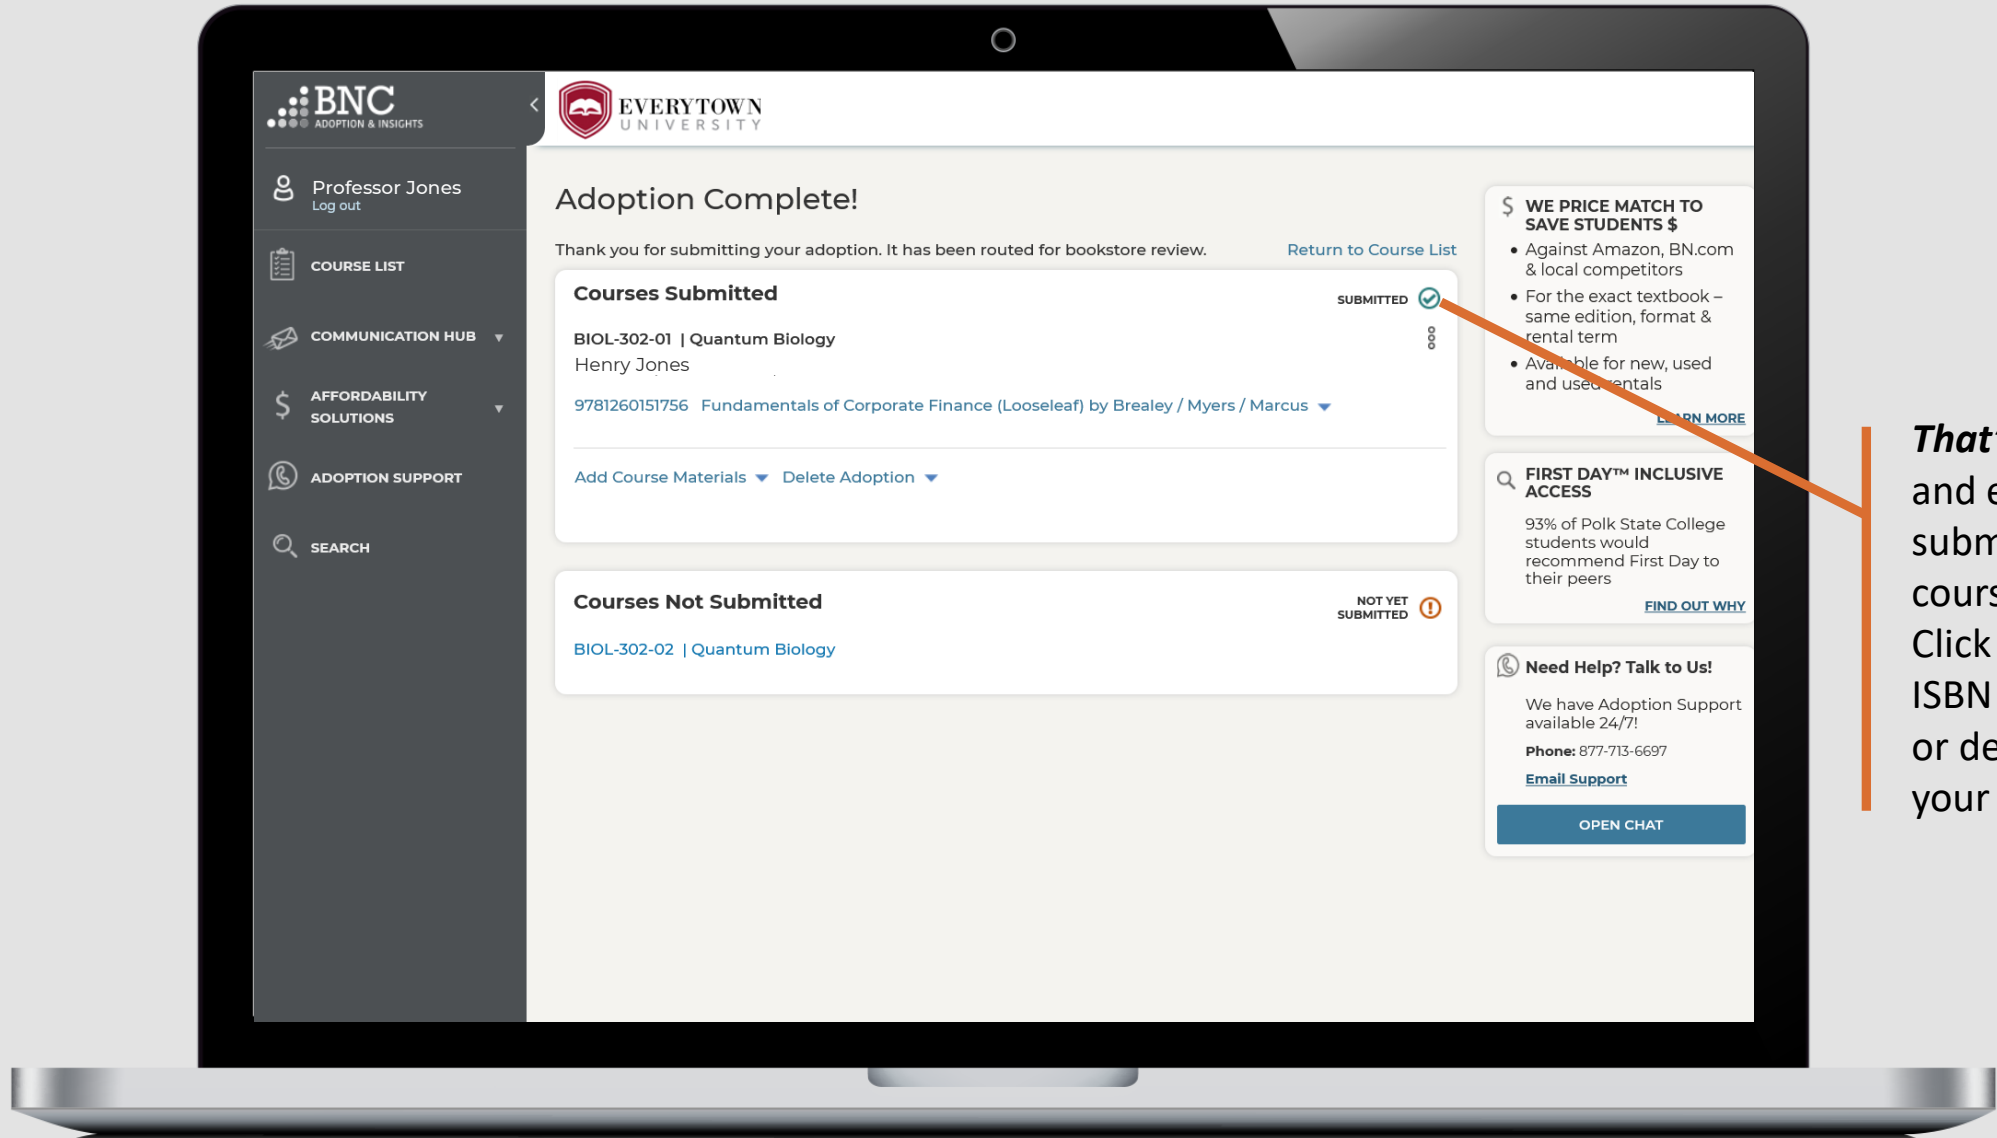 BNC
ADOPTION & INSIGHTS
EVERYTOWN
UNIVERSITY
Professor Jones
Log out
COURSE LIST
COMMUNICATION HUB
AFFORDABILITY
SOLUTIONS
ADOPTION SUPPORT
SEARCH
Adoption Complete!
Thank you for submitting your adoption. It has been routed for bookstore review.
Return to Course List
Courses Submitted
SUBMITTED
BIOL-302-01 | Quantum Biology
Henry Jones
9781260151756 Fundamentals of Corporate Finance (Looseleaf) by Brealey / Myers / Marcus
Add Course Materials
Delete Adoption
Courses Not Submitted
NOT YET
SUBMITTED
BIOL-302-02 | Quantum Biology
WE PRICE MATCH TO
SAVE STUDENTS $
• Against Amazon, BN.com
& local competitors
• For the exact textbook –
same edition, format &
rental term
• Available for new, used
and used rentals
LEARN MORE
FIRST DAY™ INCLUSIVE
ACCESS
93% of Polk State College
students would
recommend First Day to
their peers
FIND OUT WHY
Need Help? Talk to Us!
We have Adoption Support
available 24/7!
Phone: 877-713-6697
Email Support
OPEN CHAT
and
Click
ISBN
or
your